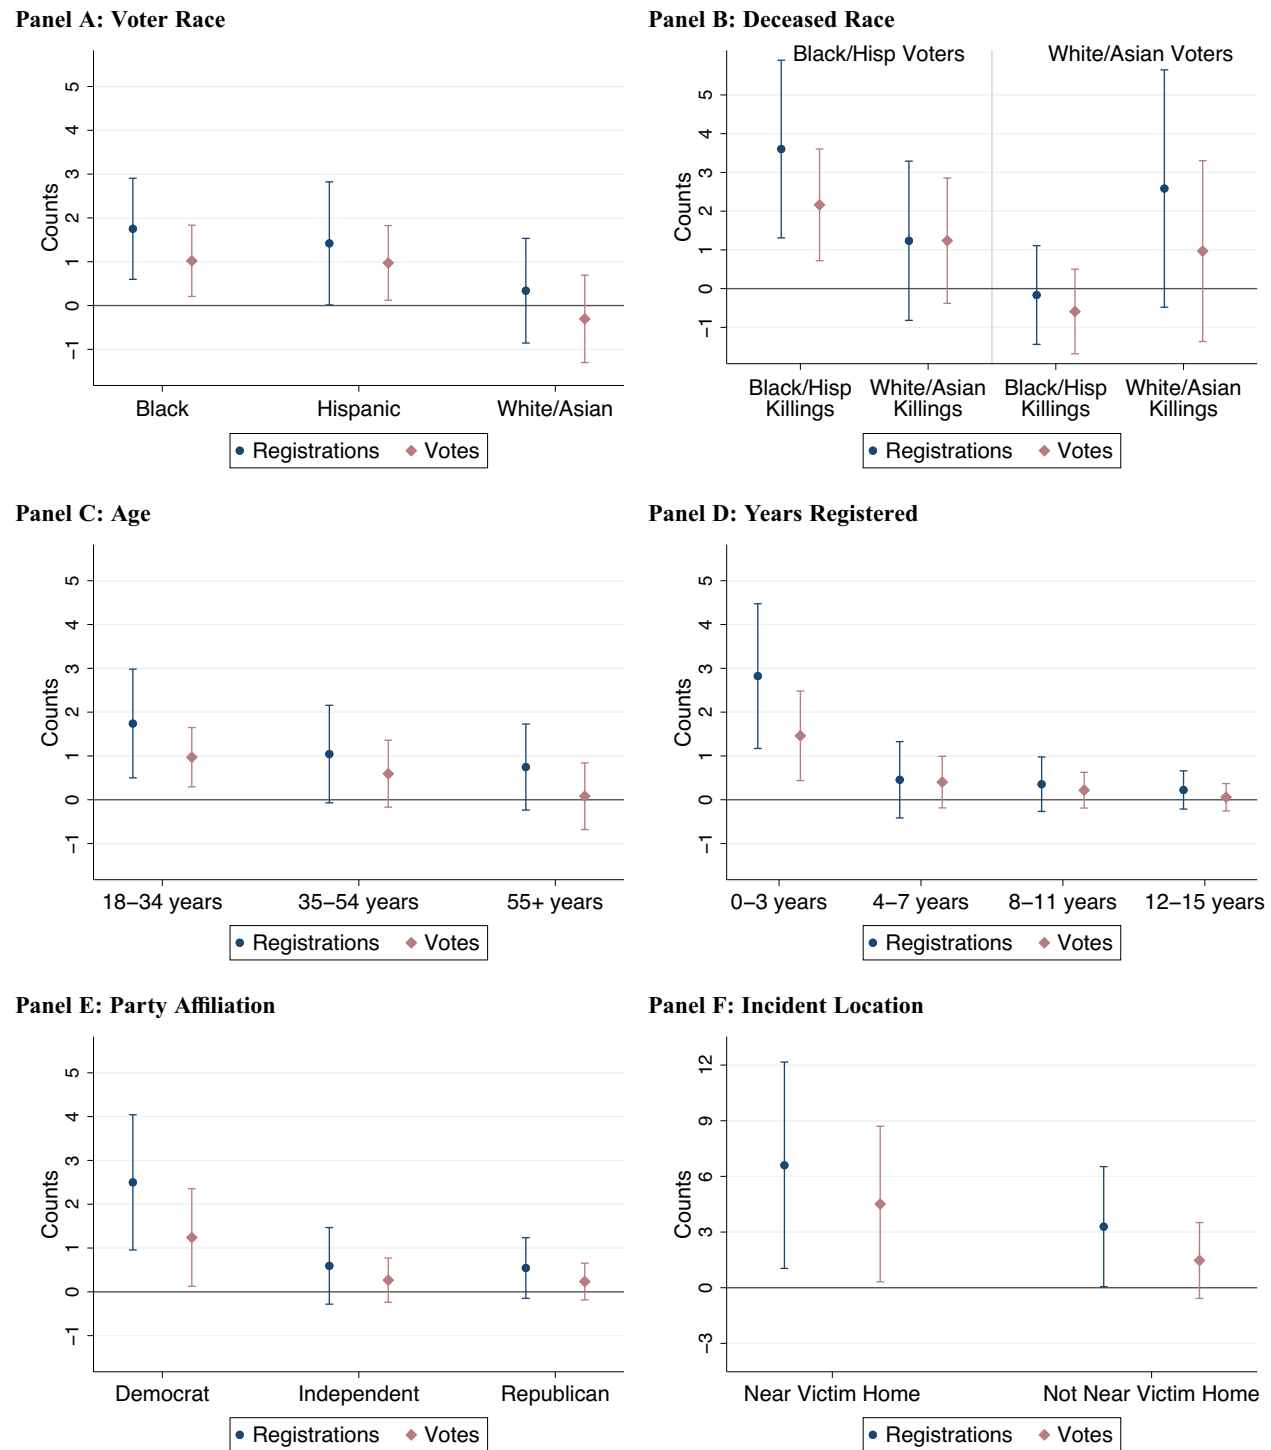 Panel A: Voter Race
Counts
5
4
3
2
1
0
−1
Black
Hispanic
White/Asian
Registrations
Votes
Panel B: Deceased Race
Black/Hisp Voters
White/Asian Voters
Counts
5
4
3
2
1
0
−1
Black/Hisp
Killings
White/Asian
Killings
Black/Hisp
Killings
White/Asian
Killings
Registrations
Votes
Panel C: Age
Counts
5
4
3
2
1
0
−1
18−34 years
35−54 years
55+ years
Registrations
Votes
Panel D: Years Registered
Counts
5
4
3
2
1
0
−1
0−3 years
4−7 years
8−11 years
12−15 years
Registrations
Votes
Panel E: Party Affiliation
Counts
5
4
3
2
1
0
−1
Democrat
Independent
Republican
Registrations
Votes
Panel F: Incident Location
Counts
12
9
6
3
0
−3
Near Victim Home
Not Near Victim Home
Registrations
Votes